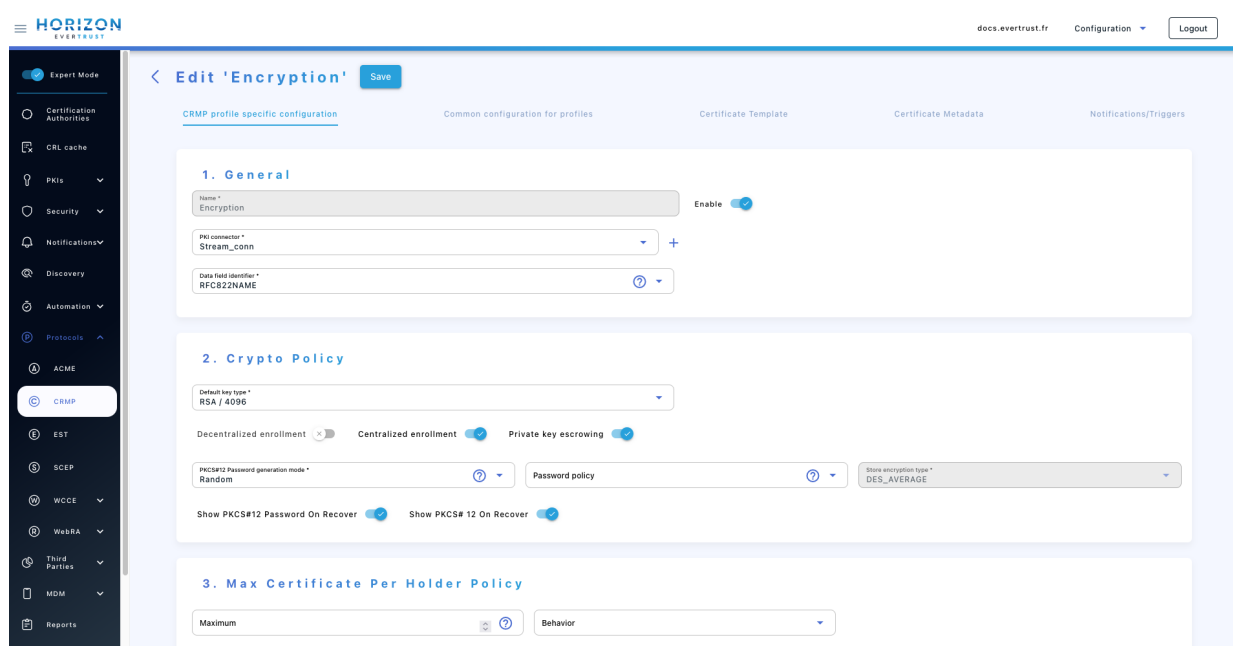 HORIZON
EVERTRUST
docs.evertrust.fr
Configuration
Logout
Expert Mode
Certification
Authorities
CRL cache
PKIs
Security
Notifications
Discovery
Automation
Protocols
ACME
CRMP
EST
SCEP
WCCE
WebRA
Third
Parties
MDM
Reports
Edit 'Encryption'
Save
CRMP profile specific configuration
Common configuration for profiles
Certificate Template
Certificate Metadata
Notifications/Triggers
1. General
Name *
Encryption
Enable
PKI connector *
Stream_conn
Data field identifier *
RFC822NAME
2. Crypto Policy
Default key type *
RSA / 4096
Decentralized enrollment
Centralized enrollment
Private key escrowing
PKCS#12 Password generation mode *
Random
Password policy
Store encryption type *
DES_AVERAGE
Show PKCS#12 Password On Recover
Show PKCS# 12 On Recover
3. Max Certificate Per Holder Policy
Maximum
Behavior